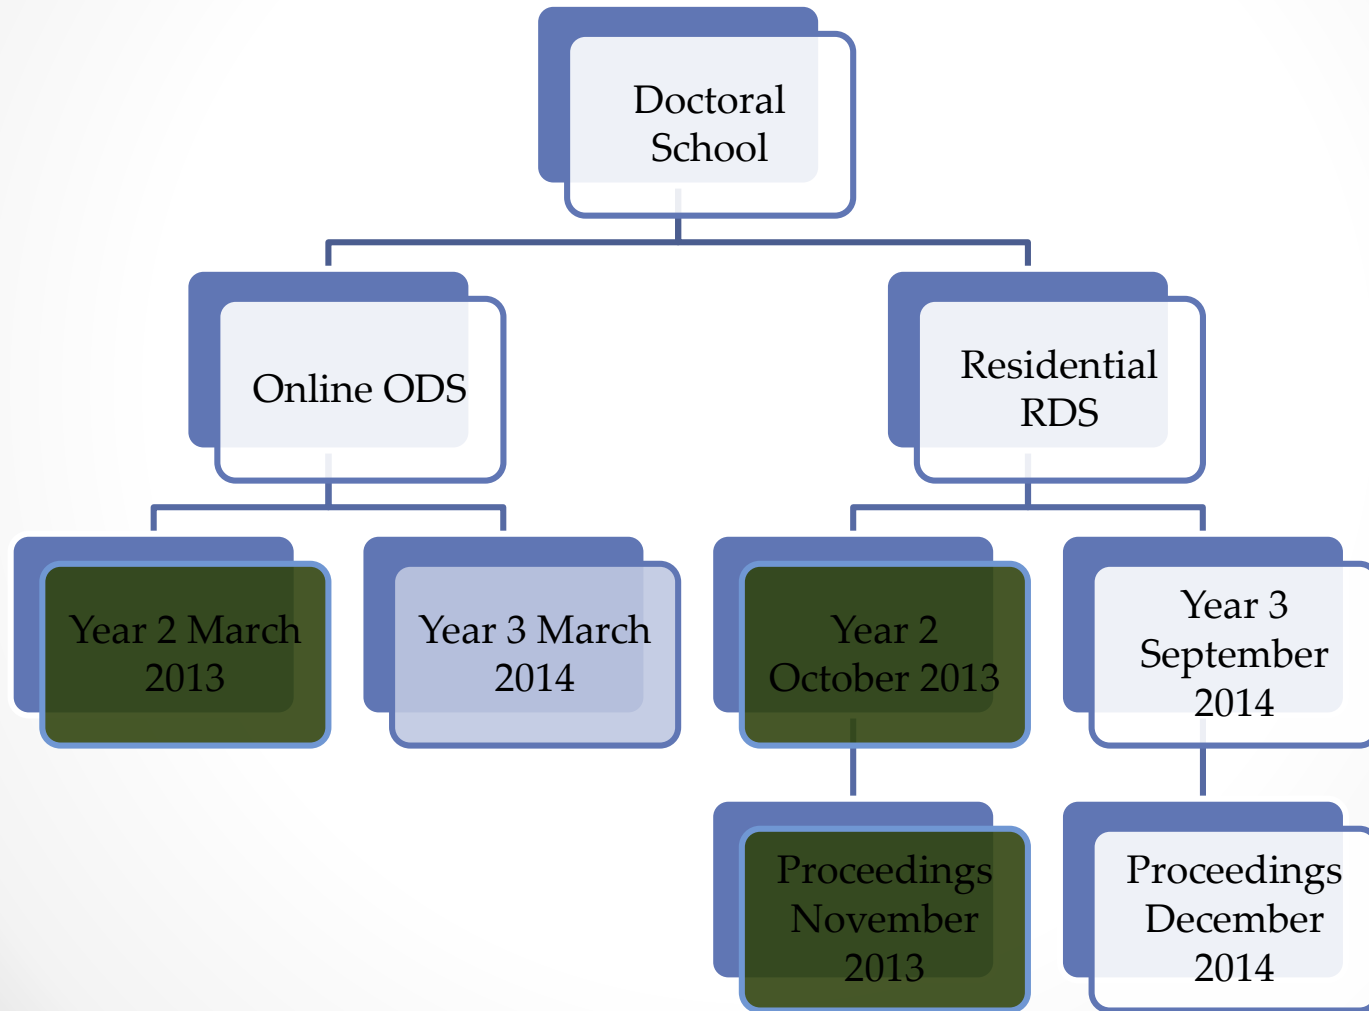 Doctoral
School
Online ODS
Residential
RDS
Year 2 March
2013
Year 3 March
2014
Year 2
October 2013
Year 3
September
2014
Proceedings
November
2013
Proceedings
December
2014